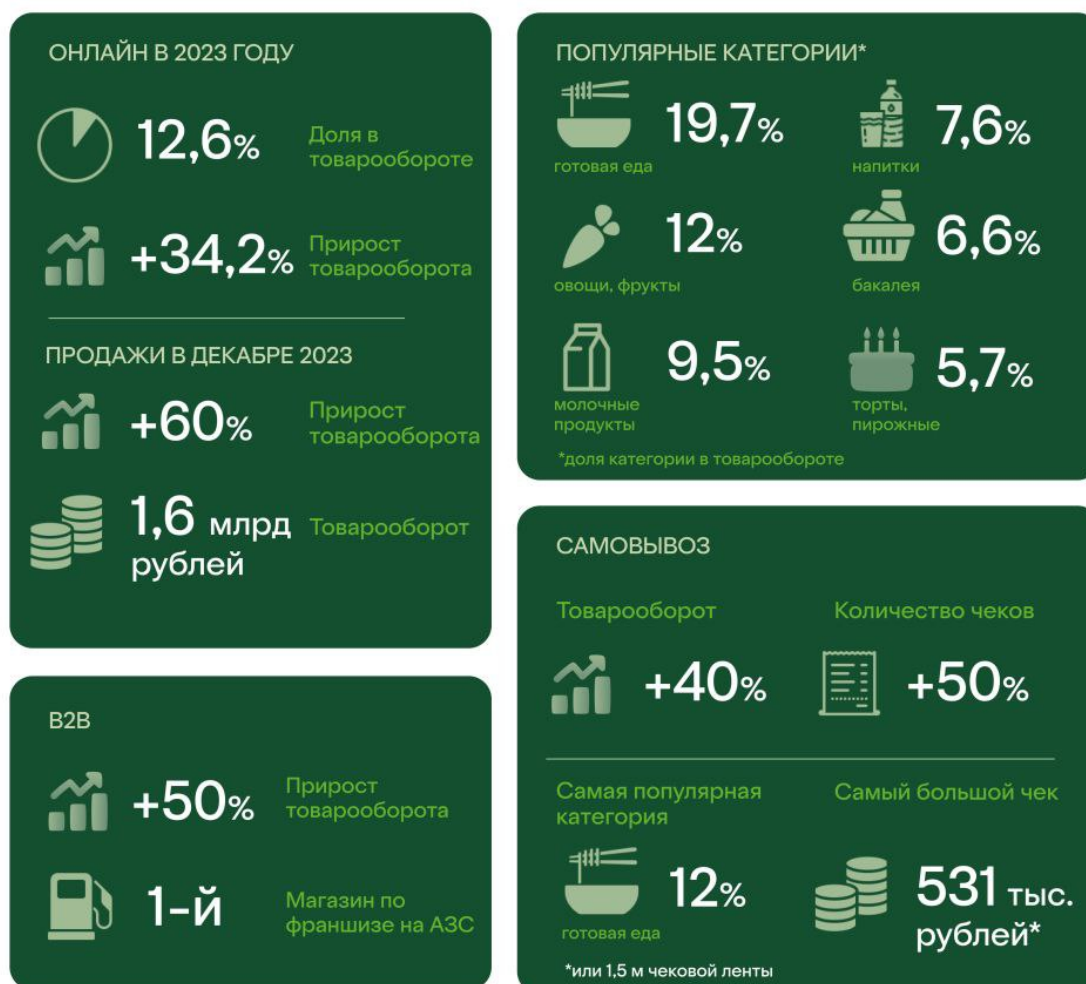 ОНЛАЙН В 2023 ГОДУ
12,6%
Доля в
товарообороте
+34,2%
Прирост
товарооборота
ПРОДАЖИ В ДЕКАБРЕ 2023
+60%
Прирост
товарооборота
1,6 млрд
рублей
Товарооборот
B2B
+50%
Прирост
товарооборота
1-й
Магазин по
франшизе на АЗС
ПОПУЛЯРНЫЕ КАТЕГОРИИ*
19,7%
готовая еда
7,6%
напитки
12%
овощи, фрукты
6,6%
бакалея
9,5%
молочные
продукты
5,7%
торты,
пирожные
*доля категории в товарообороте
САМОВЫВОЗ
Товарооборот
+40%
Количество чеков
+50%
Самая популярная
категория
12%
готовая еда
Самый большой чек
531 тыс.
рублей*
*или 1,5 м чековой ленты